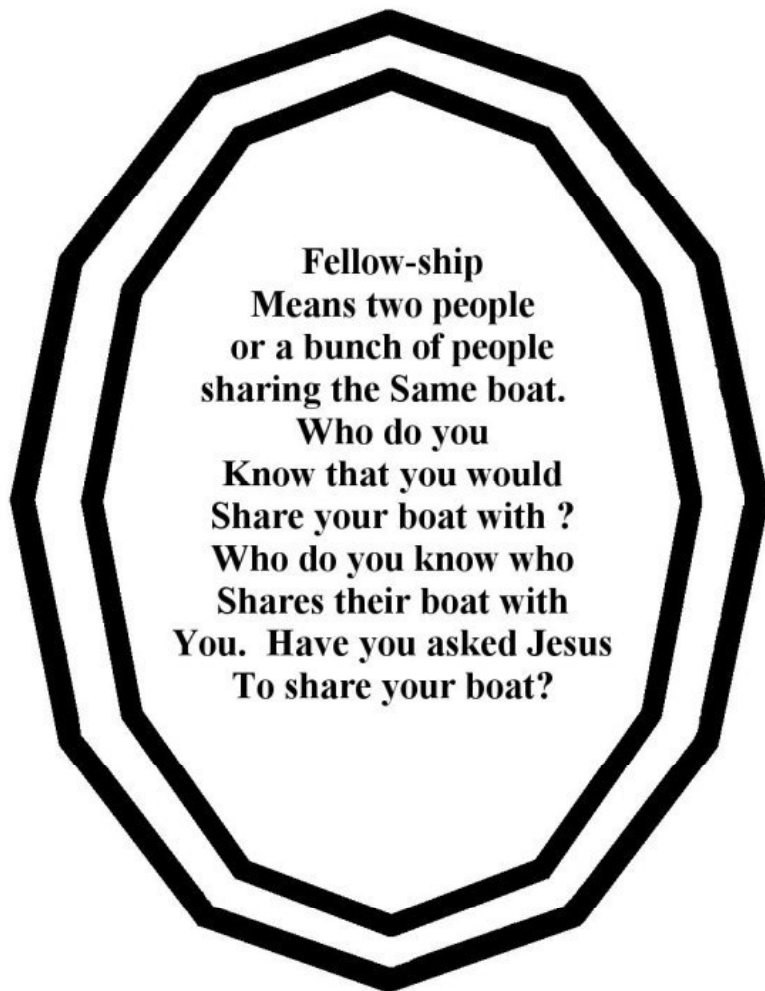 Fellow-ship
Means two people
or a bunch of people
sharing the Same boat.
Who do you
Know that you would
Share your boat with ?
Who do you know who
Shares their boat with
You.  Have you asked Jesus
To share your boat?